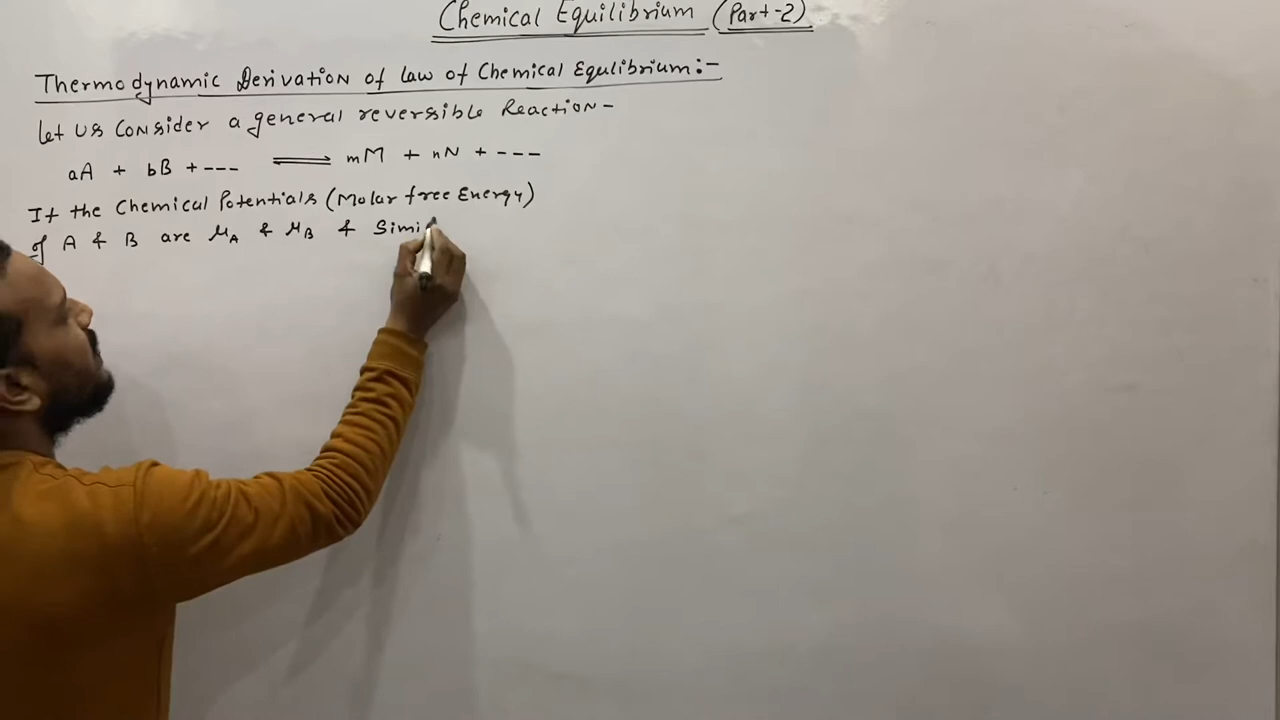 Chemical Equilibrium (Part-2)
Thermodynamic Derivation of Law of Chemical Equlibrium:-
Let us Consider a general reversible Reaction-
aA + bB + --- ⇌ mM + nN + ---
If the Chemical Potentials (Molar free Energy)
of A & B are μA & μB & Simi